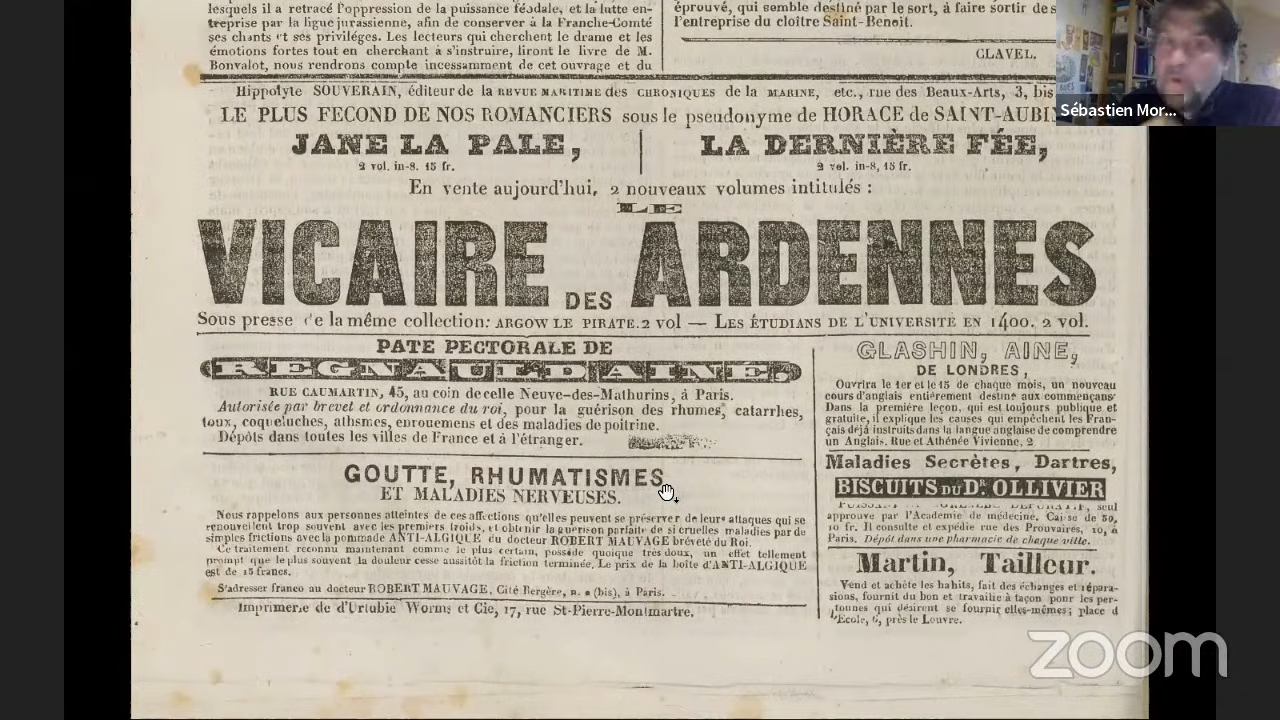 lesquels il a retracé l'oppression de la puissance féodale, et la lutte en-
treprise par la ligue jurassienne, afin de conserver à la Franche-Comté
ses chants et ses priviléges. Les lecteurs qui cherchent le drame et les
émotions fortes tout en cherchant à s'instruire, liront le livre de M.
Bonvalot, nous rendrons compte incessamment de cet ouvrage et du
éprouvé, qui semble destiné par le sort, à faire sortir des
l'entreprise du cloître Saint-Benoît.
CLAVEL.
Sébastien Mor...
Hippolyte SOUVERAIN, éditeur de la REVUE MARITIME des CHRONIQUES de la MARINE, etc., rue des Beaux-Arts, 3, bis
LE PLUS FECOND DE NOS ROMANCIERS sous le pseudonyme de HORACE de SAINT-AUBI
JANE LA PALE,
2 vol. in-8. 15 fr.
LA DERNIÈRE FÉE,
2 vol. in-8, 15 fr.
En vente aujourd'hui, 2 nouveaux volumes intitulés :
LE
VICAIRE DES ARDENNES
Sous presse de la même collection: ARGOW LE PIRATE. 2 vol — LES ÉTUDIANS DE L'UNIVERSITE EN 1400. 2 vol.
PATE PECTORALE DE
REGNAULD AINÉ,
RUE CAUMARTIN, 45, au coin de celle Neuve-des-Mathurins, à Paris.
Autorisée par brevet et ordonnance du roi, pour la guérison des rhumes, catarrhes,
toux, coqueluches, athsmes, enrouemens et des maladies de poitrine.
Dépôts dans toutes les villes de France et à l'étranger.
GOUTTE, RHUMATISMES
ET MALADIES NERVEUSES.
Nous rappelons aux personnes atteintes de ces affections qu'elles peuvent se préserver de leurs attaques qui se
renouvellent trop souvent avec les premiers froids, et obtenir la guérison parfaite de si cruelles maladies par de
simples frictions avec la pommade ANTI-ALGIQUE du docteur ROBERT MAUVAGE bréveté du Roi.
Ce traitement reconnu maintenant comme le plus certain, possède quoique très doux, un effet tellement
prompt que le plus souvent la douleur cesse aussitôt la friction terminée. Le prix de la boîte d'ANTI-ALGIQUE
est de 15 francs.
S'adresser franco au docteur ROBERT MAUVAGE, Cité Bergère, n. (bis), à Paris.
Imprimerie de d'Urtubie Worms et Cie, 17, rue St-Pierre-Montmartre.
GLASHIN, AINE,
DE LONDRES,
Ouvrira le 1er et le 15 de chaque mois, un nouveau
cours d'anglais entièrement destiné aux commençans
Dans la première leçon, qui est toujours publique et
gratuite, il explique les causes qui empêchent les Fran-
çais déjà instruits dans la langue anglaise de comprendre
un Anglais. Rue et Athénée Vivienne, 2
Maladies Secrètes, Dartres,
BISCUITS DU DR. OLLIVIER
PUISSANT DÉPURATIF, seul
approuvé par l'Academie de médecine. Caisse de 50,
10 fr. Il consulte et expédie rue des Prouvaires, 10, à
Paris. Dépôt dans une pharmacie de chaque ville.
Martin, Tailleur.
Vend et achète les habits, fait des échanges et répara-
sions, fournit du bon et travaille à façon pour les per-
sonnes qui désirent se fournir elles-mêmes; place d
l'Ecole, 6, près le Louvre.
zoom